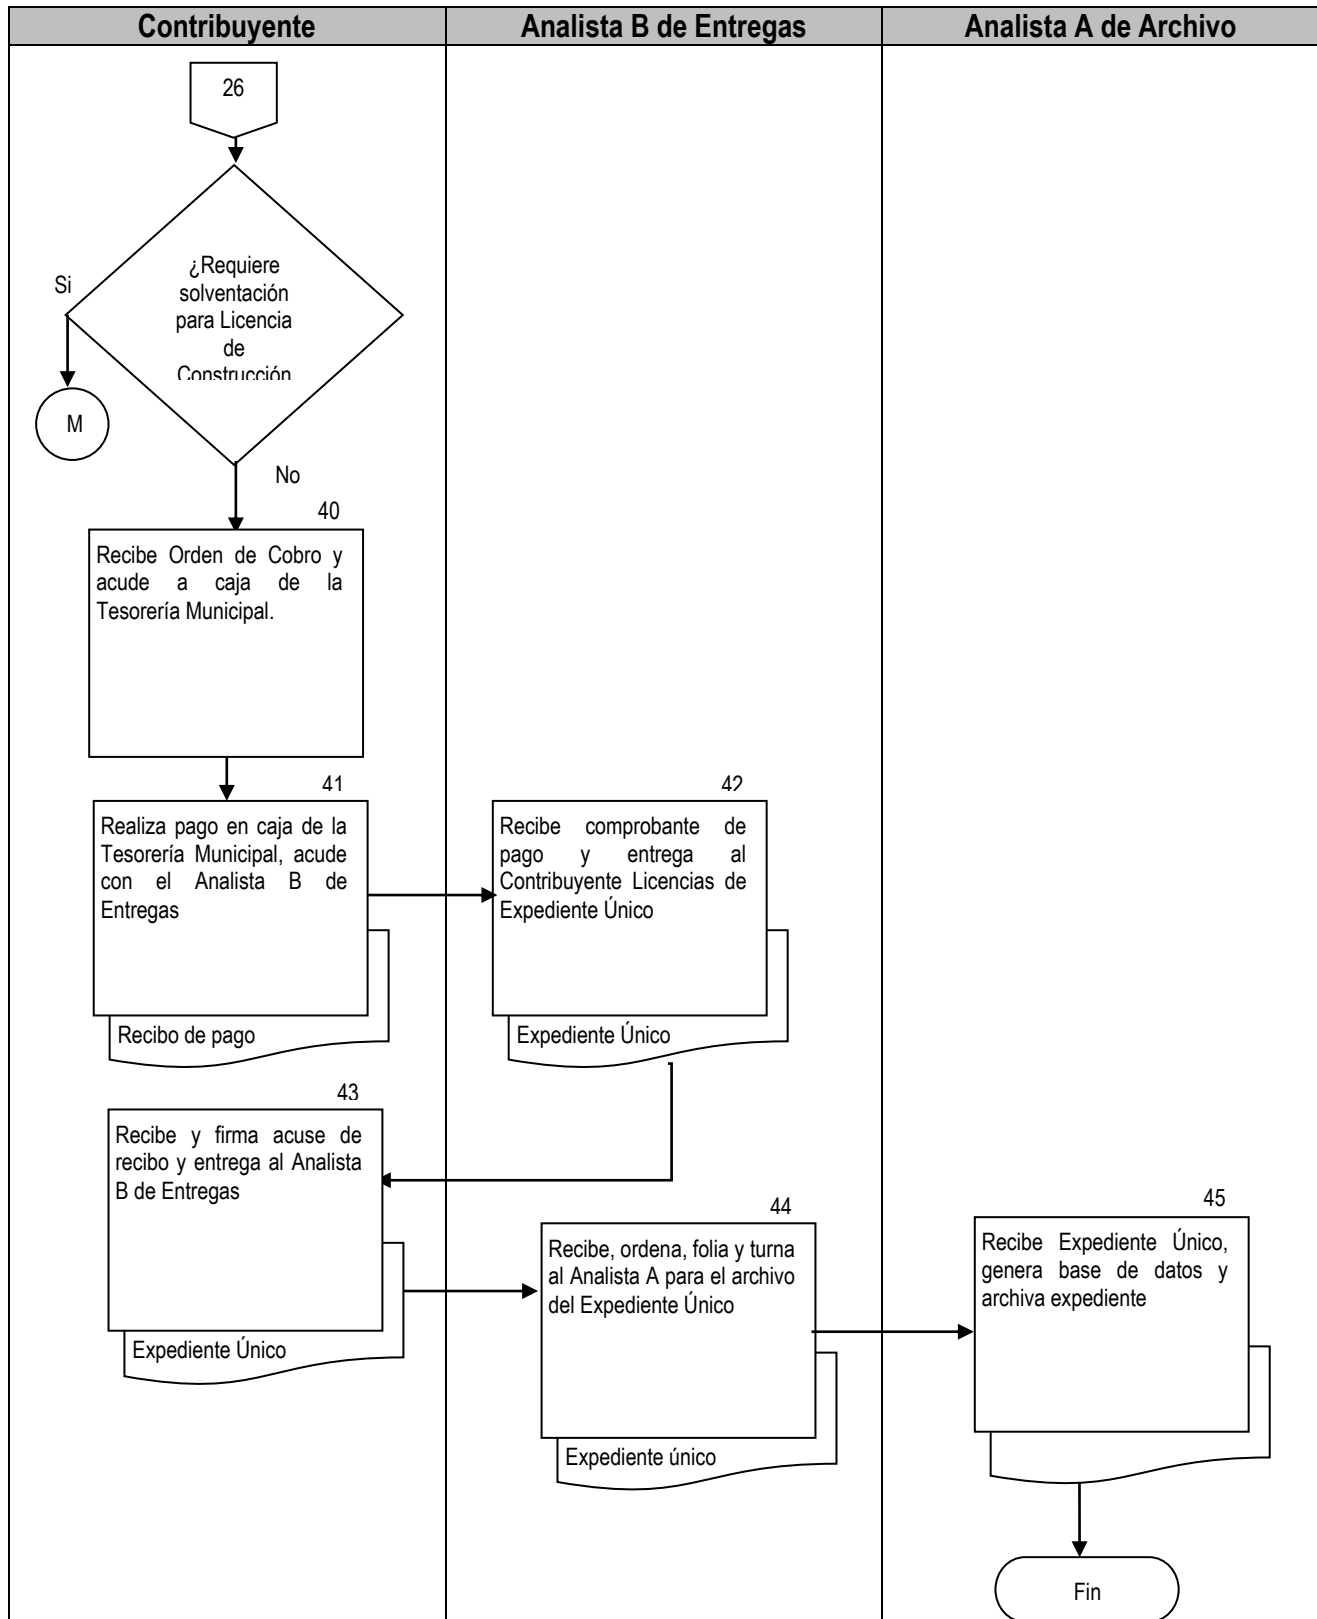 Contribuyente
Analista B de Entregas
Analista A de Archivo
26
¿Requiere
solventación
para Licencia
de
Construcción
Si
M
No
40
Recibe Orden de Cobro y
acude a caja de la
Tesorería Municipal.
41
Realiza pago en caja de la
Tesorería Municipal, acude
con el Analista B de
Entregas
Recibo de pago
42
Recibe comprobante de
pago y entrega al
Contribuyente Licencias de
Expediente Único
Expediente Único
43
Recibe y firma acuse de
recibo y entrega al Analista
B de Entregas
Expediente Único
44
Recibe, ordena, folia y turna
al Analista A para el archivo
del Expediente Único
Expediente único
45
Recibe Expediente Único,
genera base de datos y
archiva expediente
Fin